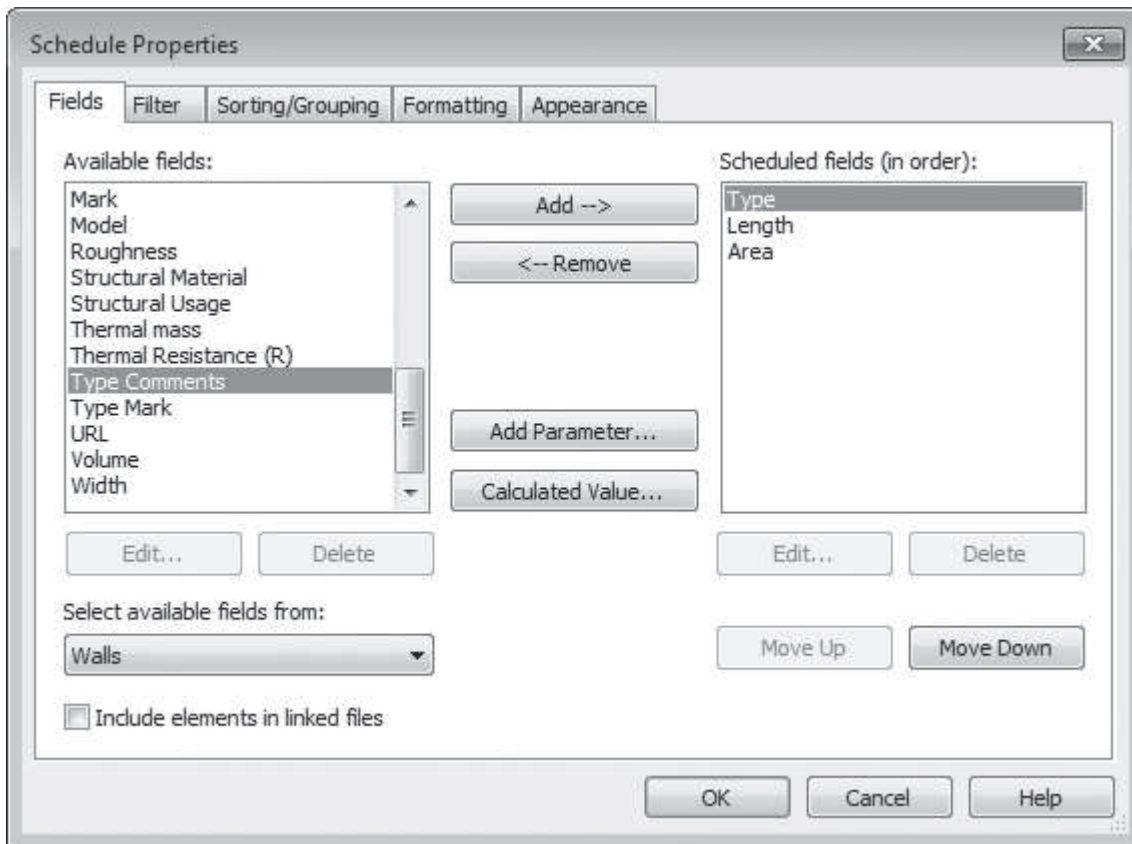 Schedule Properties
Fields Filter Sorting/Grouping Formatting Appearance
Available fields:
Mark
Model
Roughness
Structural Material
Structural Usage
Thermal mass
Thermal Resistance (R)
Type Comments
Type Mark
URL
Volume
Width
Edit... Delete
Select available fields from:
Walls
Include elements in linked files
Add -->
<-- Remove
Add Parameter...
Calculated Value...
Scheduled fields (in order):
Type
Length
Area
Edit... Delete
Move Up Move Down
OK Cancel Help